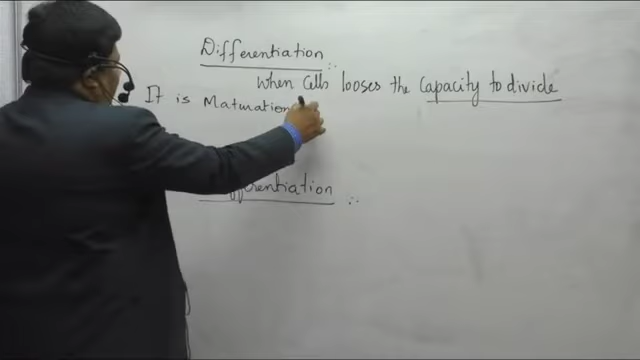 Differentiation :.
When Cells looses the Capacity to divide
It is Maturation
:.